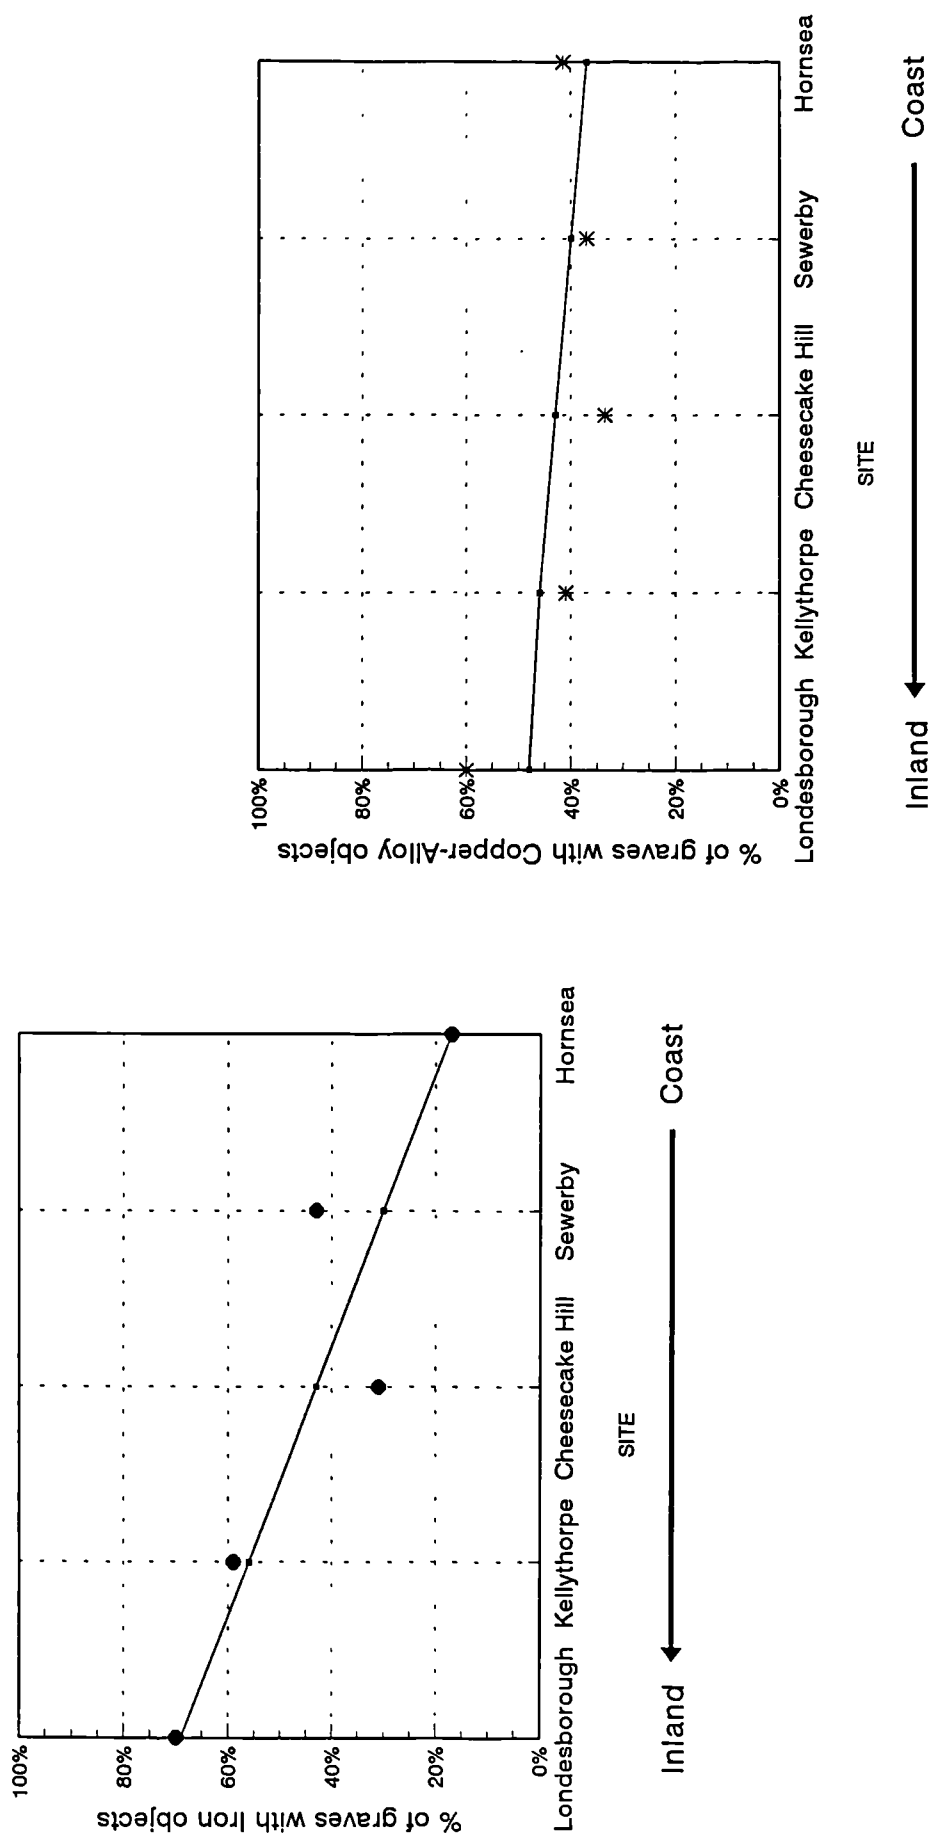 % of graves with Iron objects
100%
80%
60%
40%
20%
0%
Londesborough Kellythorpe Cheesecake Hill Sewerby Hornsea
SITE
Inland Coast
% of graves with Copper-Alloy objects
100%
80%
60%
40%
20%
0%
Londesborough Kellythorpe Cheesecake Hill Sewerby Hornsea
SITE
Inland Coast